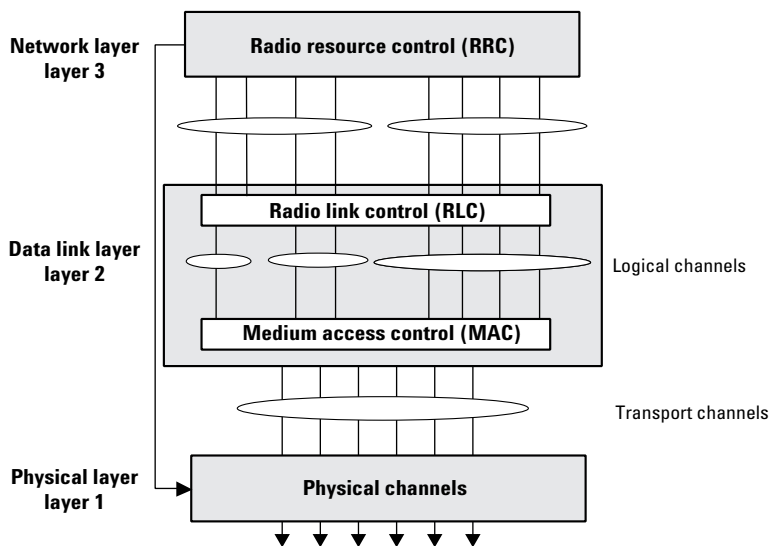 Network layer
layer 3
Radio resource control (RRC)
Data link layer
layer 2
Radio link control (RLC)
Logical channels
Medium access control (MAC)
Transport channels
Physical layer
layer 1
Physical channels